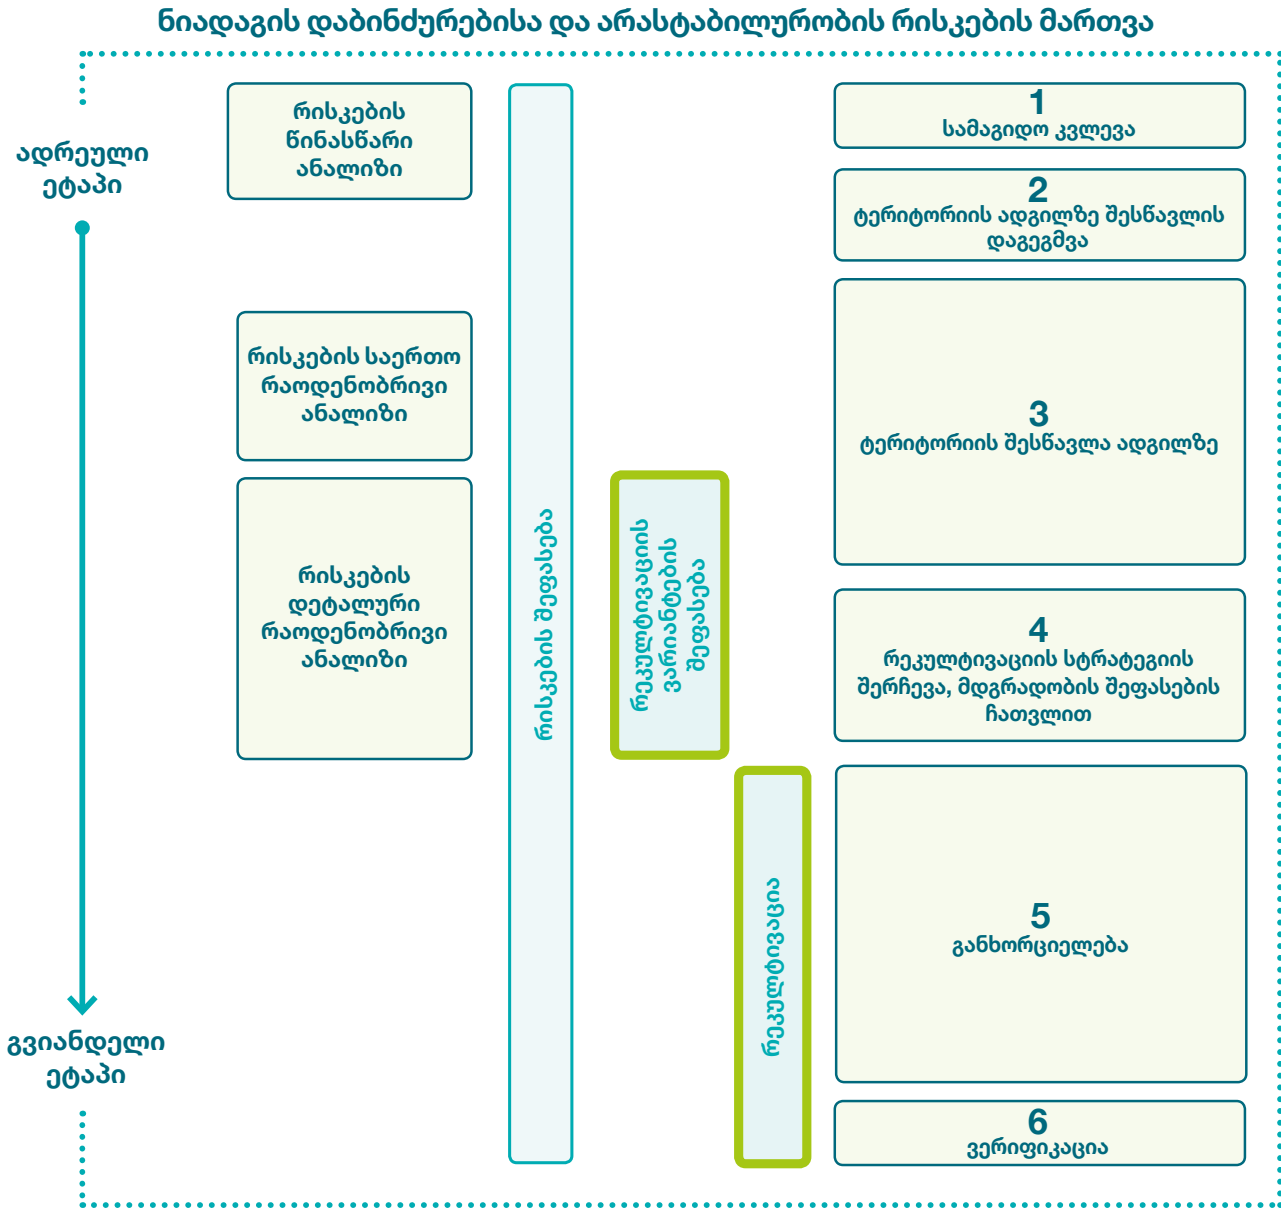 ნიადაგის დაბინძურებისა და არასტაბილურობის რისკების მართვა
ადრეული
ეტაპი
გვიანდელი
ეტაპი
რისკების
წინასწარი
ანალიზი
რისკების საერთო
რაოდენობრივი
ანალიზი
რისკების
დეტალური
რაოდენობრივი
ანალიზი
რისკების შეფასება
რეკულტივაციის
ვარიანტების
შეფასება
რეკულტივაცია
1
სამაგიდო კვლევა
2
ტერიტორიის ადგილზე შესწავლის
დაგეგმვა
3
ტერიტორიის შესწავლა ადგილზე
4
რეკულტივაციის სტრატეგიის
შერჩევა, მდგრადობის შეფასების
ჩათვლით
5
განხორციელება
6
ვერიფიკაცია